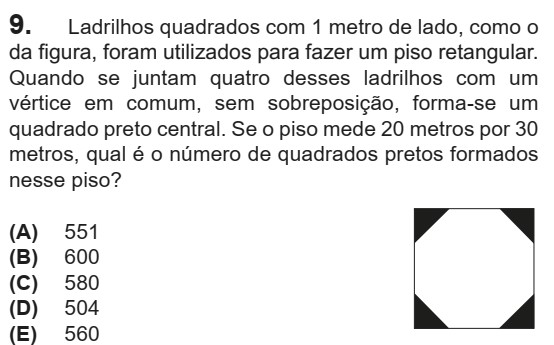 9. Ladrilhos quadrados com 1 metro de lado, como o
da figura, foram utilizados para fazer um piso retangular.
Quando se juntam quatro desses ladrilhos com um
vértice em comum, sem sobreposição, forma-se um
quadrado preto central. Se o piso mede 20 metros por 30
metros, qual é o número de quadrados pretos formados
nesse piso?
(A) 551
(B) 600
(C) 580
(D) 504
(E) 560